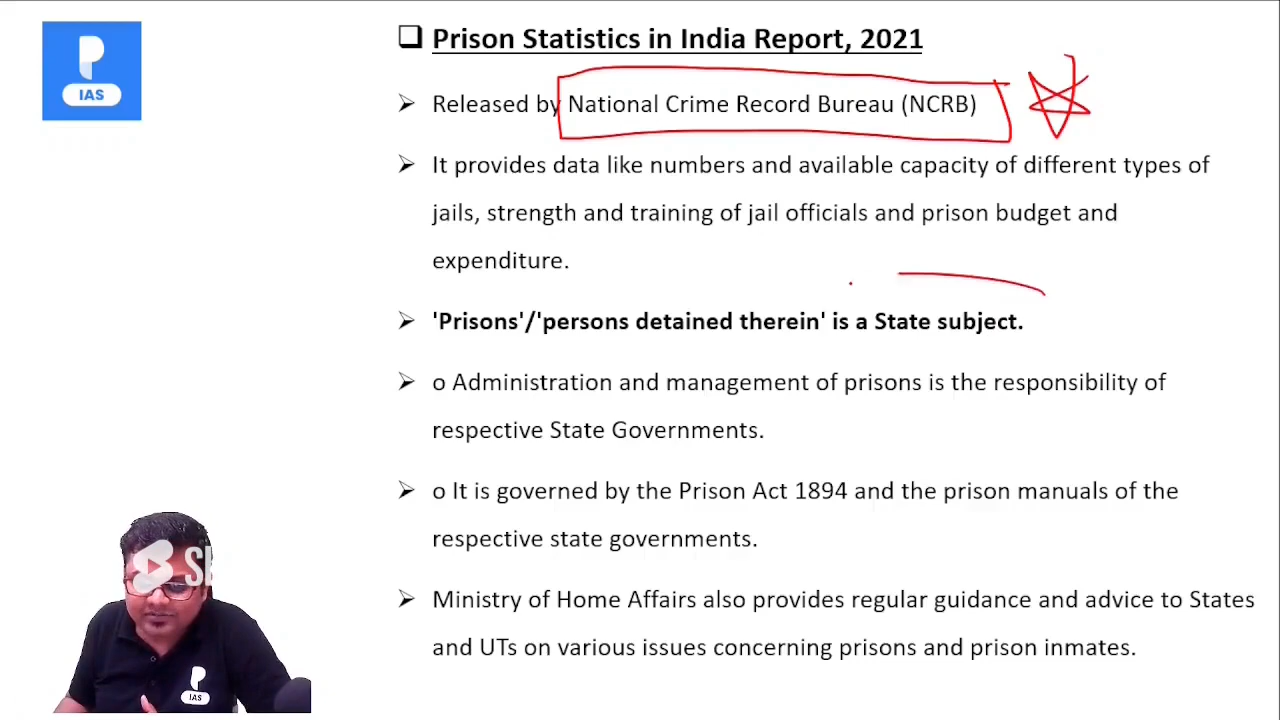 IAS
❑ Prison Statistics in India Report, 2021
➢ Released by National Crime Record Bureau (NCRB)
➢ It provides data like numbers and available capacity of different types of
jails, strength and training of jail officials and prison budget and
expenditure.
➢ 'Prisons'/'persons detained therein' is a State subject.
➢ o Administration and management of prisons is the responsibility of
respective State Governments.
➢ o It is governed by the Prison Act 1894 and the prison manuals of the
respective state governments.
➢ Ministry of Home Affairs also provides regular guidance and advice to States
and UTs on various issues concerning prisons and prison inmates.
IAS